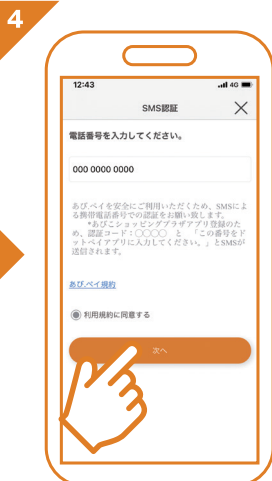 4
12:43
4G
SMS認証
電話番号を入力してください。
000 0000 0000
あび.ペイを安全にご利用いただくため、SMSによ
る携帯電話番号での認証をお願い致します。
*あびこショッピングプラザアプリ登録のた
め、認証コード：〇〇〇〇 と 「この番号をド
ットペイアプリに入力してください。」とSMSが
送信されます。
あび.ペイ規約
利用規約に同意する
次へ